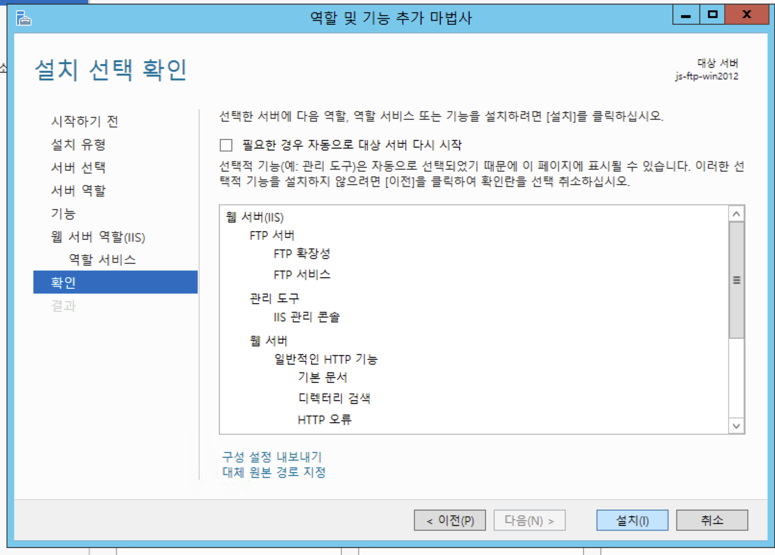 역할 및 기능 추가 마법사
설치 선택 확인
대상 서버
js-ftp-win2012
시작하기 전
설치 유형
서버 선택
서버 역할
기능
웹 서버 역할(IIS)
역할 서비스
확인
결과
선택한 서버에 다음 역할, 역할 서비스 또는 기능을 설치하려면 [설치]를 클릭하십시오.
필요한 경우 자동으로 대상 서버 다시 시작
선택적 기능(예: 관리 도구)은 자동으로 선택되었기 때문에 이 페이지에 표시될 수 있습니다. 이러한 선
택적 기능을 설치하지 않으려면 [이전]을 클릭하여 확인란을 선택 취소하십시오.
웹 서버(IIS)
FTP 서버
FTP 확장성
FTP 서비스
관리 도구
IIS 관리 콘솔
웹 서버
일반적인 HTTP 기능
기본 문서
디렉터리 검색
HTTP 오류
구성 설정 내보내기
대체 원본 경로 지정
< 이전(P)
다음(N) >
설치(I)
취소